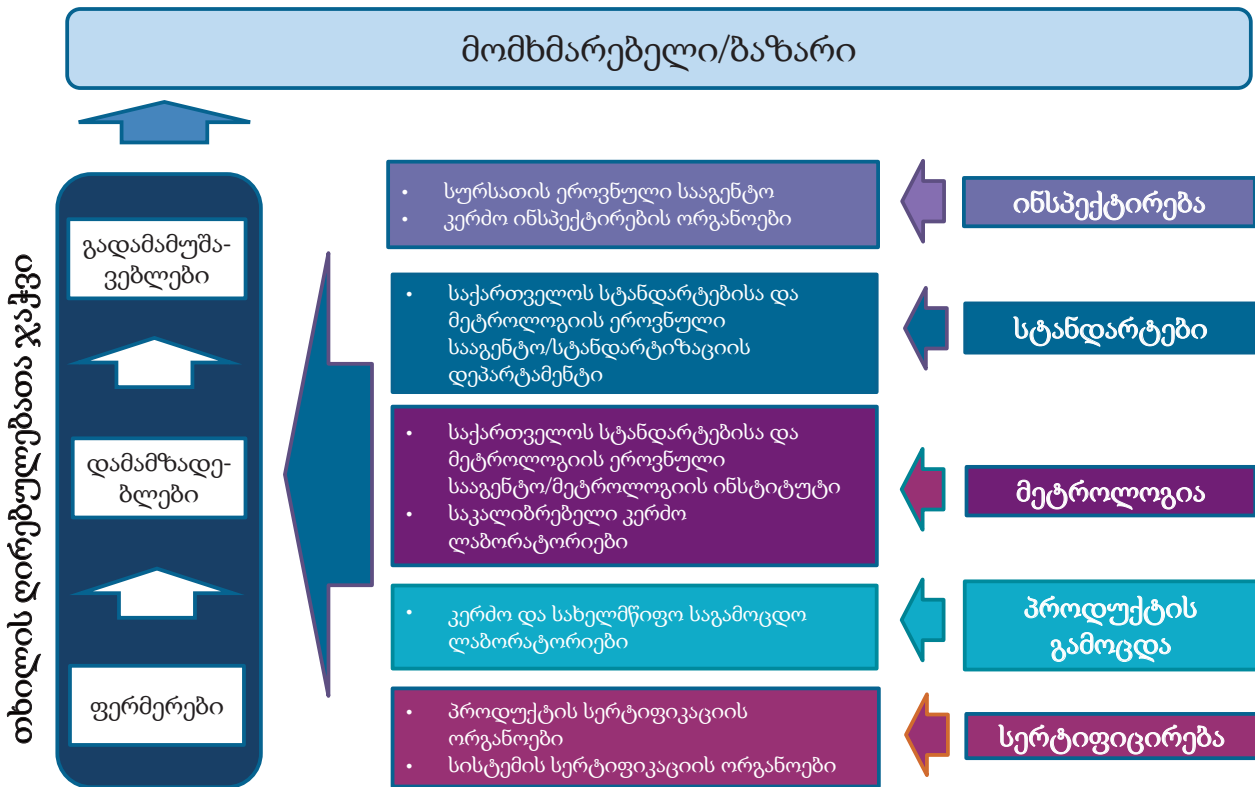 მომხმარებელი/ბაზარი
თხილის ღირებულებათა ჯაჭვი
გადამამუშა-
ვებლები
დამამზადე-
ბლები
ფერმერები
• სურსათის ეროვნული სააგენტო
• კერძო ინსპექტირების ორგანოები
ინსპექტირება
• საქართველოს სტანდარტებისა და
მეტროლოგიის ეროვნული
სააგენტო/სტანდარტიზაციის
დეპარტამენტი
სტანდარტები
• საქართველოს სტანდარტებისა და
მეტროლოგიის ეროვნული
სააგენტო/მეტროლოგიის ინსტიტუტი
• საკალიბრებელი კერძო
ლაბორატორიები
მეტროლოგია
• კერძო და სახელმწიფო საგამოცდო
ლაბორატორიები
პროდუქტის
გამოცდა
• პროდუქტის სერტიფიკაციის
ორგანოები
• სისტემის სერტიფიკაციის ორგანოები
სერტიფიცირება